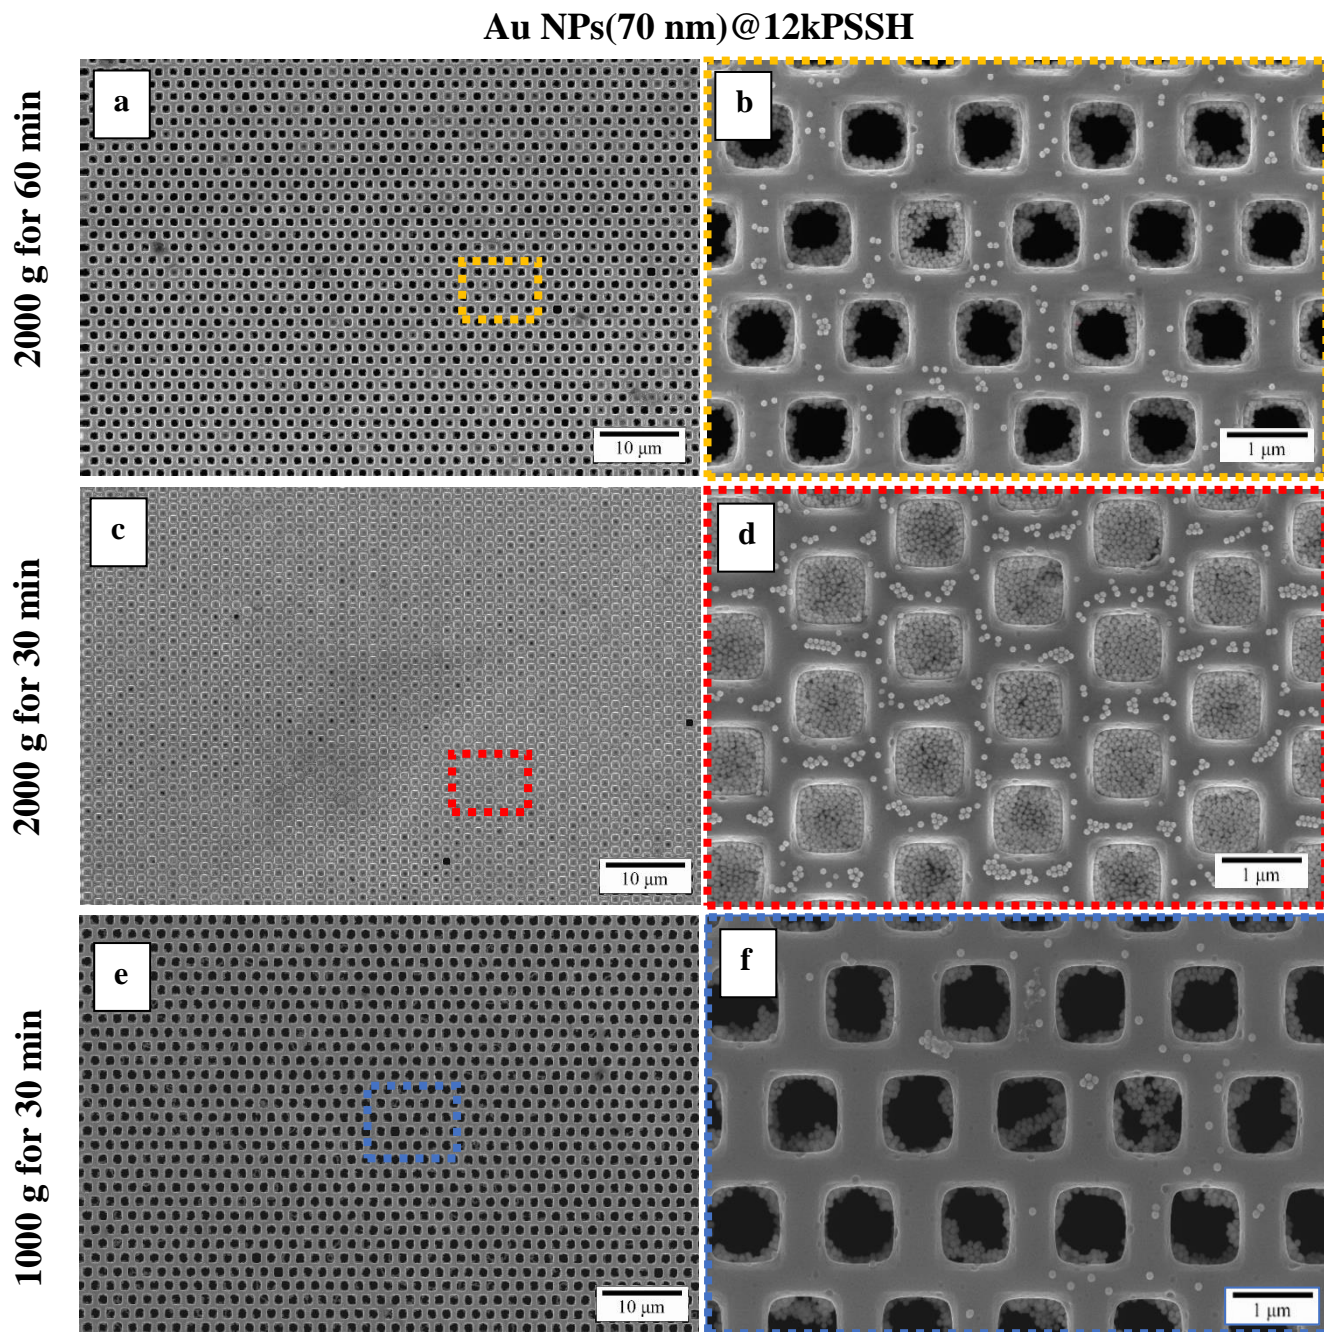 Au NPs(70 nm)@12kPSSH
2000 g for 60 min
a
10 μm
b
1 μm
2000 g for 30 min
c
10 μm
d
1 μm
1000 g for 30 min
e
10 μm
f
1 μm